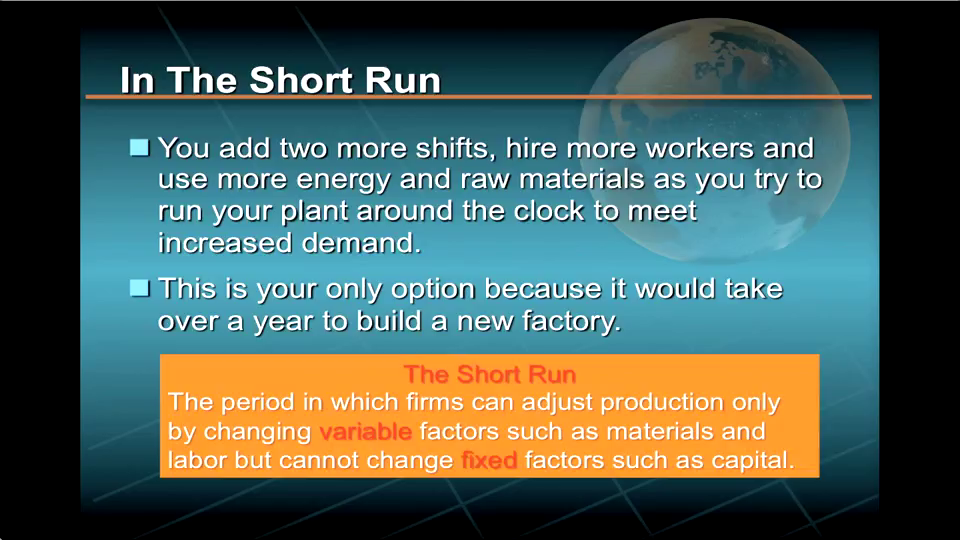 In The Short Run
You add two more shifts, hire more workers and
use more energy and raw materials as you try to
run your plant around the clock to meet
increased demand.
This is your only option because it would take
over a year to build a new factory.
The Short Run
The period in which firms can adjust production only
by changing variable factors such as materials and
labor but cannot change fixed factors such as capital.